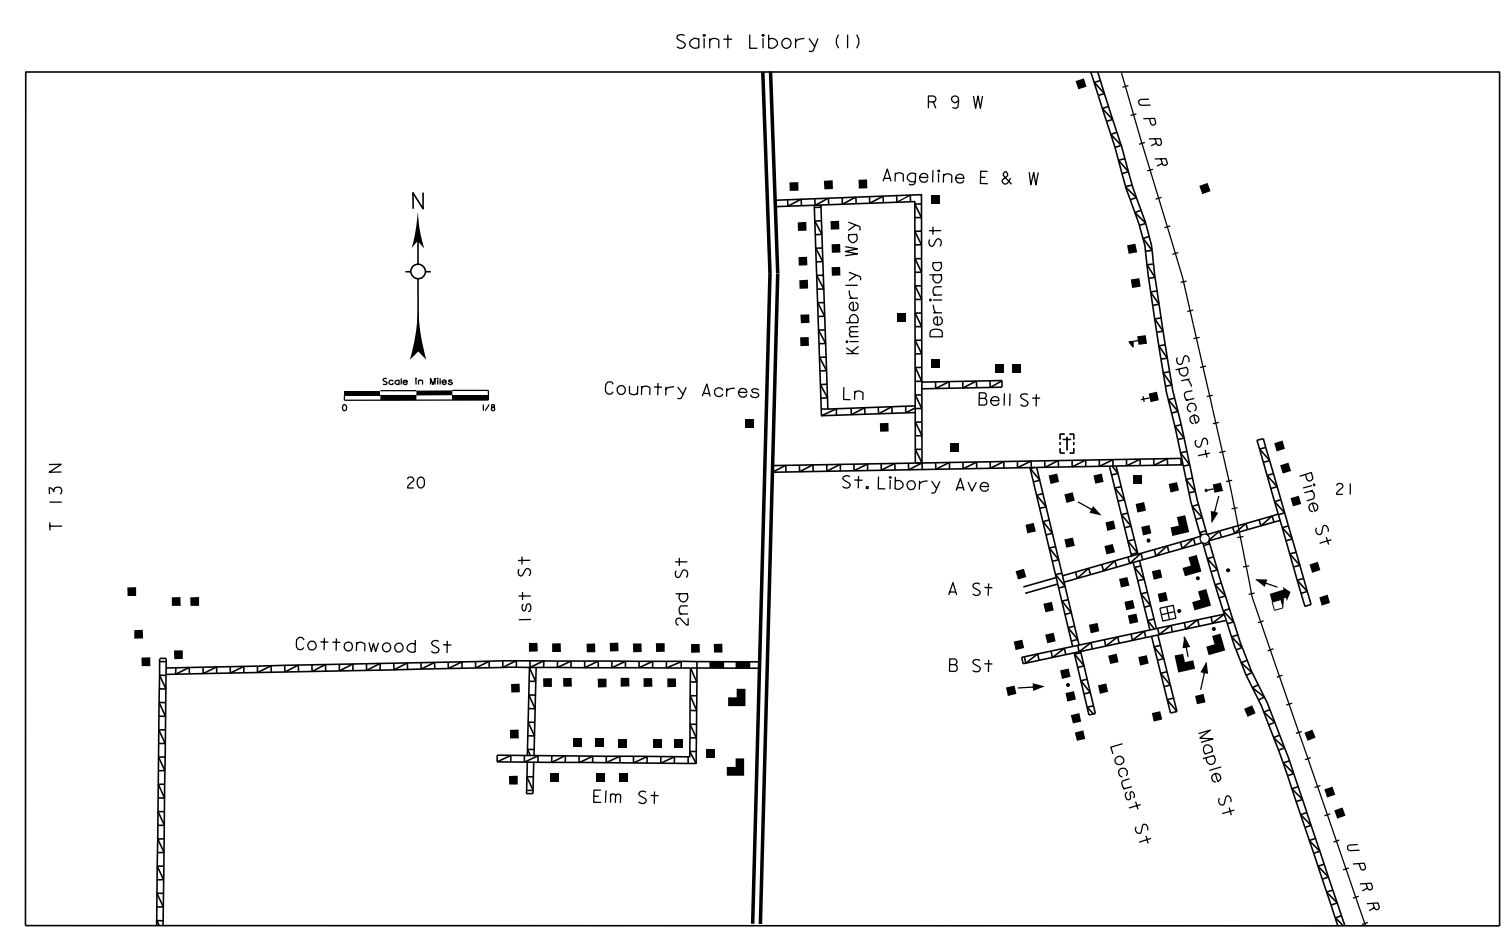 Saint Libory (1)
R 9 W
U P R R
Angeline E & W
N
Kimberly Way
Derinda St
Scale in Miles
0 1/8
Country Acres
Ln
Bell St
Spruce St
T 13 N
20
St. Libory Ave
Pine St
21
1st St
2nd St
A St
Cottonwood St
B St
Elm St
Locust St
Maple St
U P R R